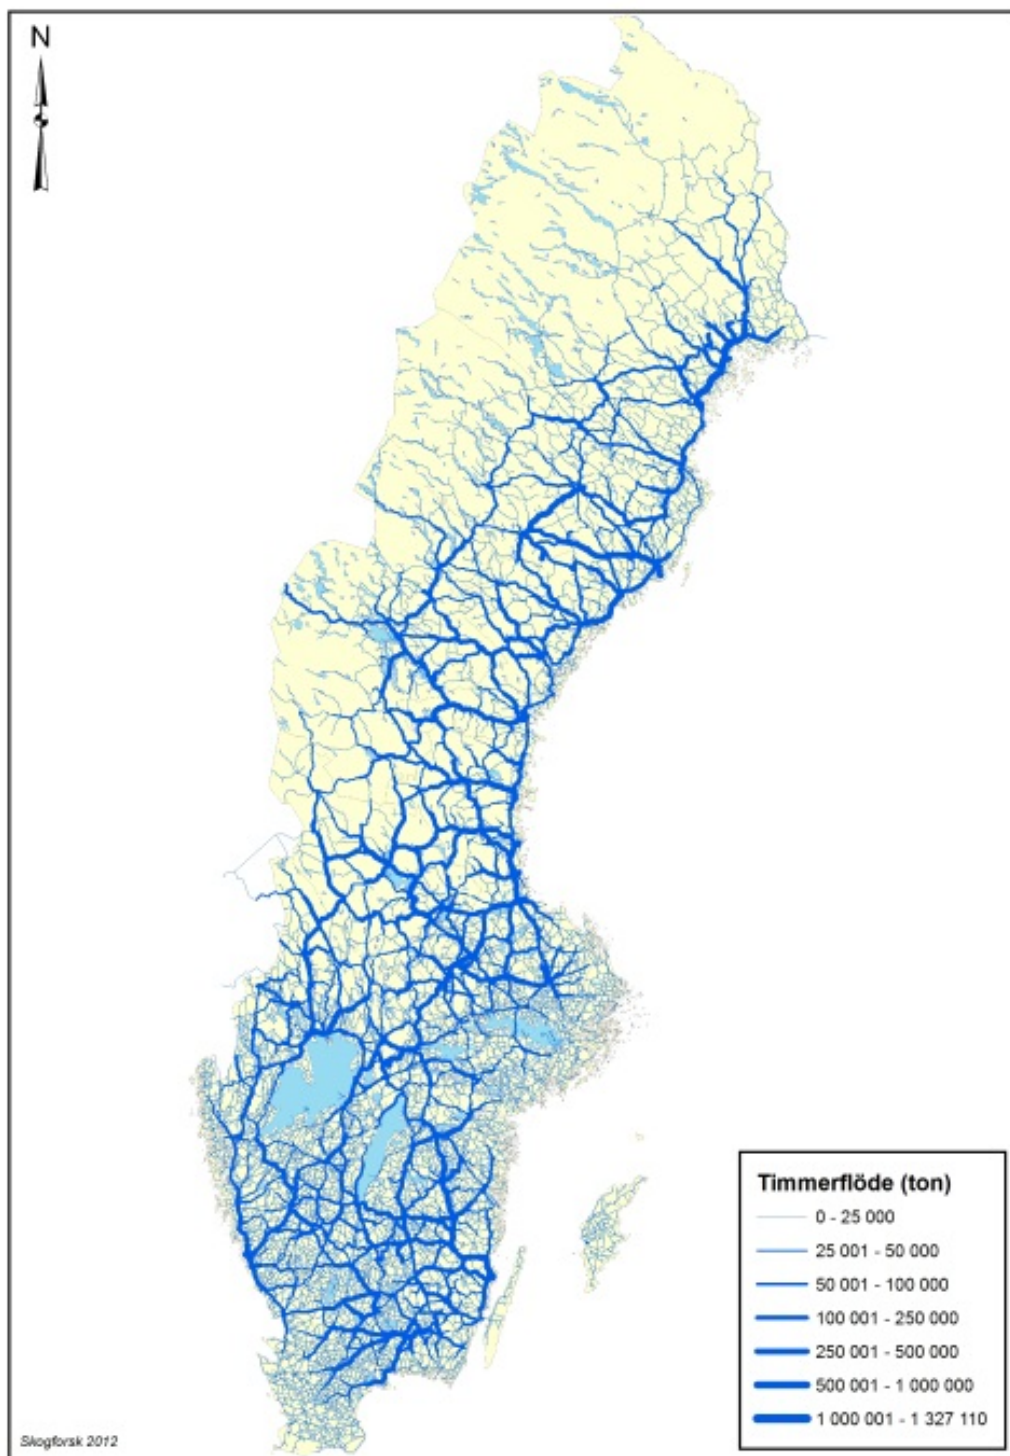 N
Timmerflöde (ton)
0 - 25 000
25 001 - 50 000
50 001 - 100 000
100 001 - 250 000
250 001 - 500 000
500 001 - 1 000 000
1 000 001 - 1 327 110
Skogforsk 2012